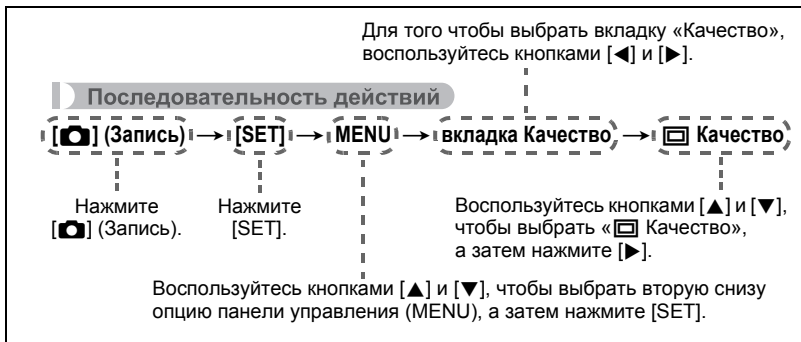 Для того чтобы выбрать вкладку «Качество»,
воспользуйтесь кнопками [◀] и [▶].
Последовательность действий
[📷] (Запись) → [SET] → MENU → вкладка Качество → 🞐 Качество
Нажмите
[📷] (Запись).
Нажмите
[SET].
Воспользуйтесь кнопками [▲] и [▼],
чтобы выбрать «🞐 Качество»,
а затем нажмите [▶].
Воспользуйтесь кнопками [▲] и [▼], чтобы выбрать вторую снизу
опцию панели управления (MENU), а затем нажмите [SET].